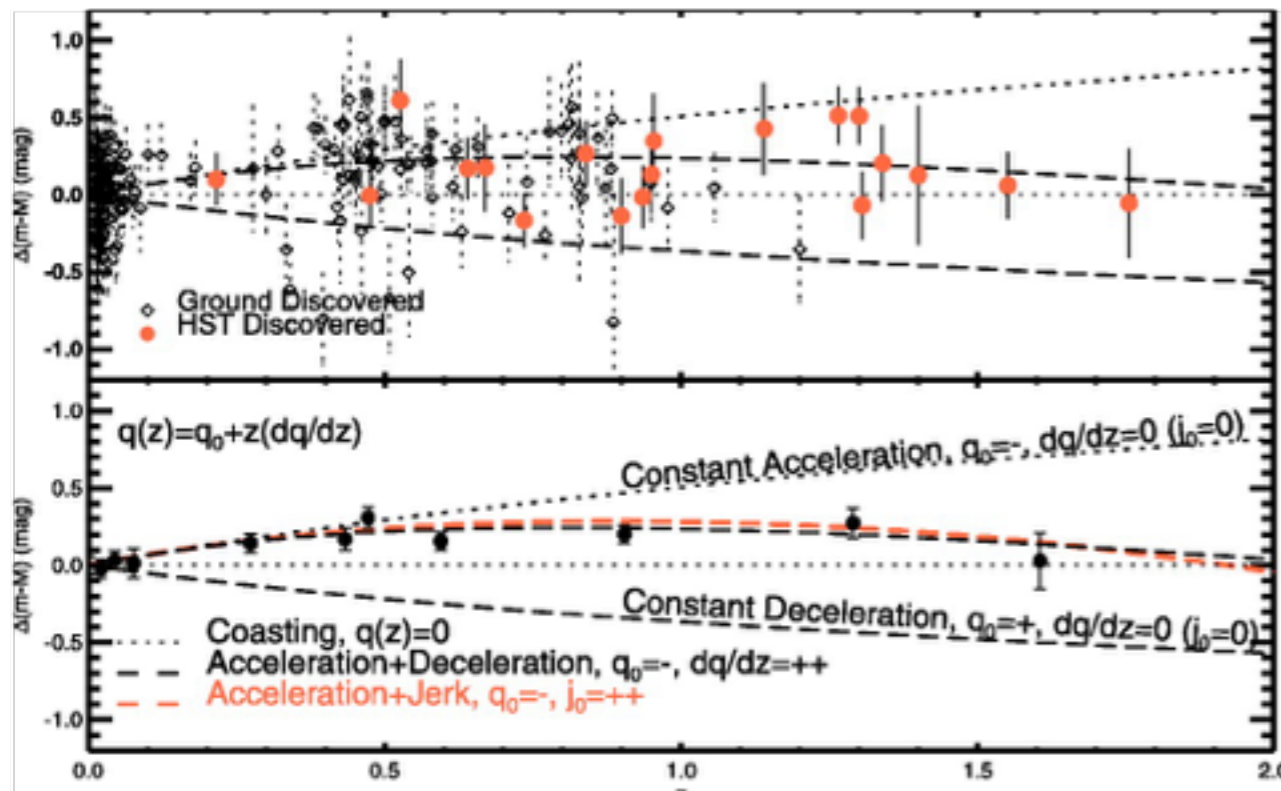 1.0
0.5
0.0
-0.5
-1.0
Δ(m-M) (mag)
Ground Discovered
HST Discovered
1.0
0.5
0.0
-0.5
-1.0
Δ(m-M) (mag)
q(z)=q₀+z(dq/dz)
Constant Acceleration, q₀=-, dq/dz=0 (j₀=0)
Constant Deceleration, q₀=+, dq/dz=0 (j₀=0)
Coasting, q(z)=0
Acceleration+Deceleration, q₀=-, dq/dz=++
Acceleration+Jerk, q₀=-, j₀=++
0.0 0.5 1.0 1.5 2.0